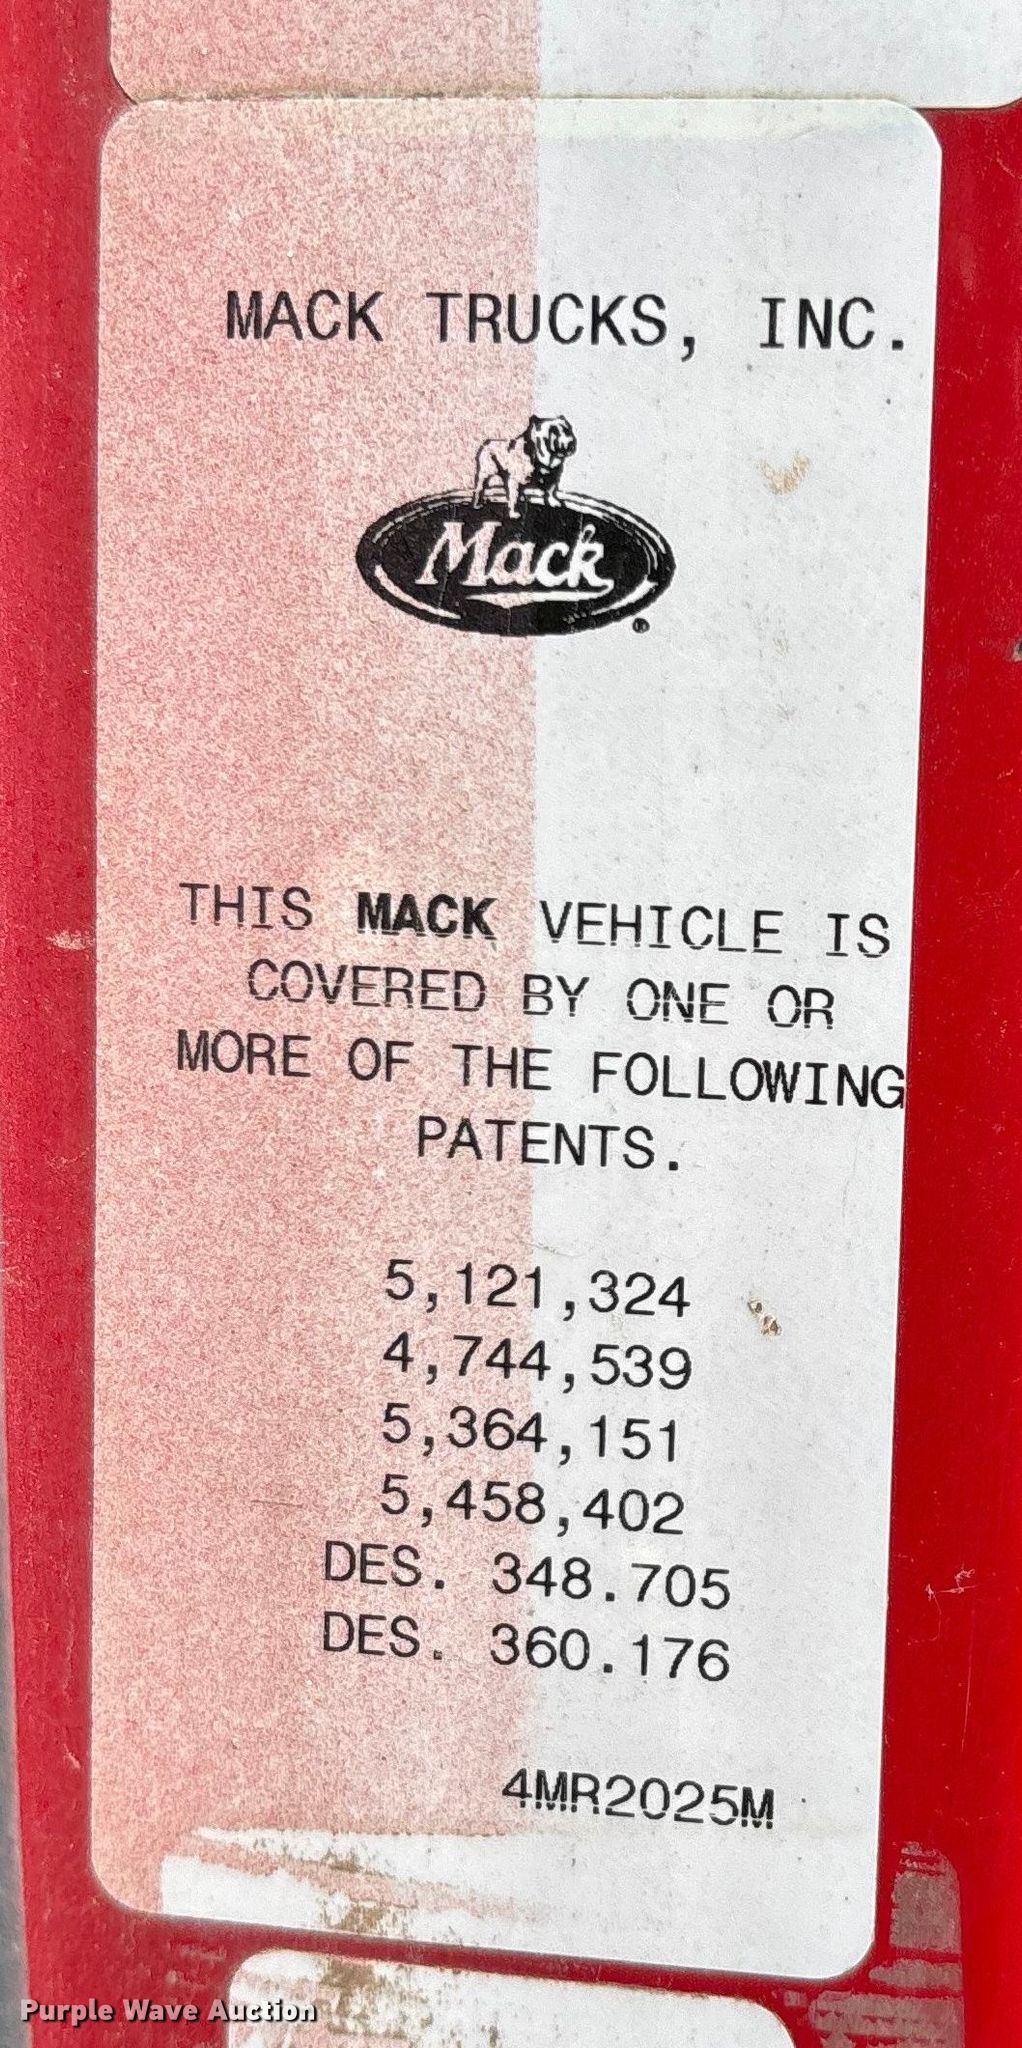 MACK TRUCKS, INC.
Mack
®
THIS MACK VEHICLE IS
COVERED BY ONE OR
MORE OF THE FOLLOWING
PATENTS.
5,121,324
4,744,539
5,364,151
5,458,402
DES. 348.705
DES. 360.176
4MR2025M
Purple Wave Auction